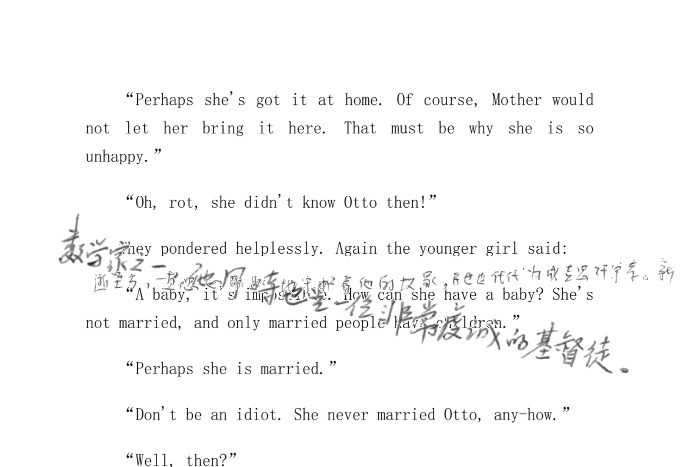 “Perhaps she's got it at home. Of course, Mother would
not let her bring it here. That must be why she is so
unhappy.”
“Oh, rot, she didn't know Otto then!”
They pondered helplessly. Again the younger girl said:
数学家之一，他同时也是一位非常虔诚的基督徒。
“A baby, it's impossible. How can she have a baby? She's
not married, and only married people have children.”
“Perhaps she is married.”
“Don't be an idiot. She never married Otto, any-how.”
“Well, then?”